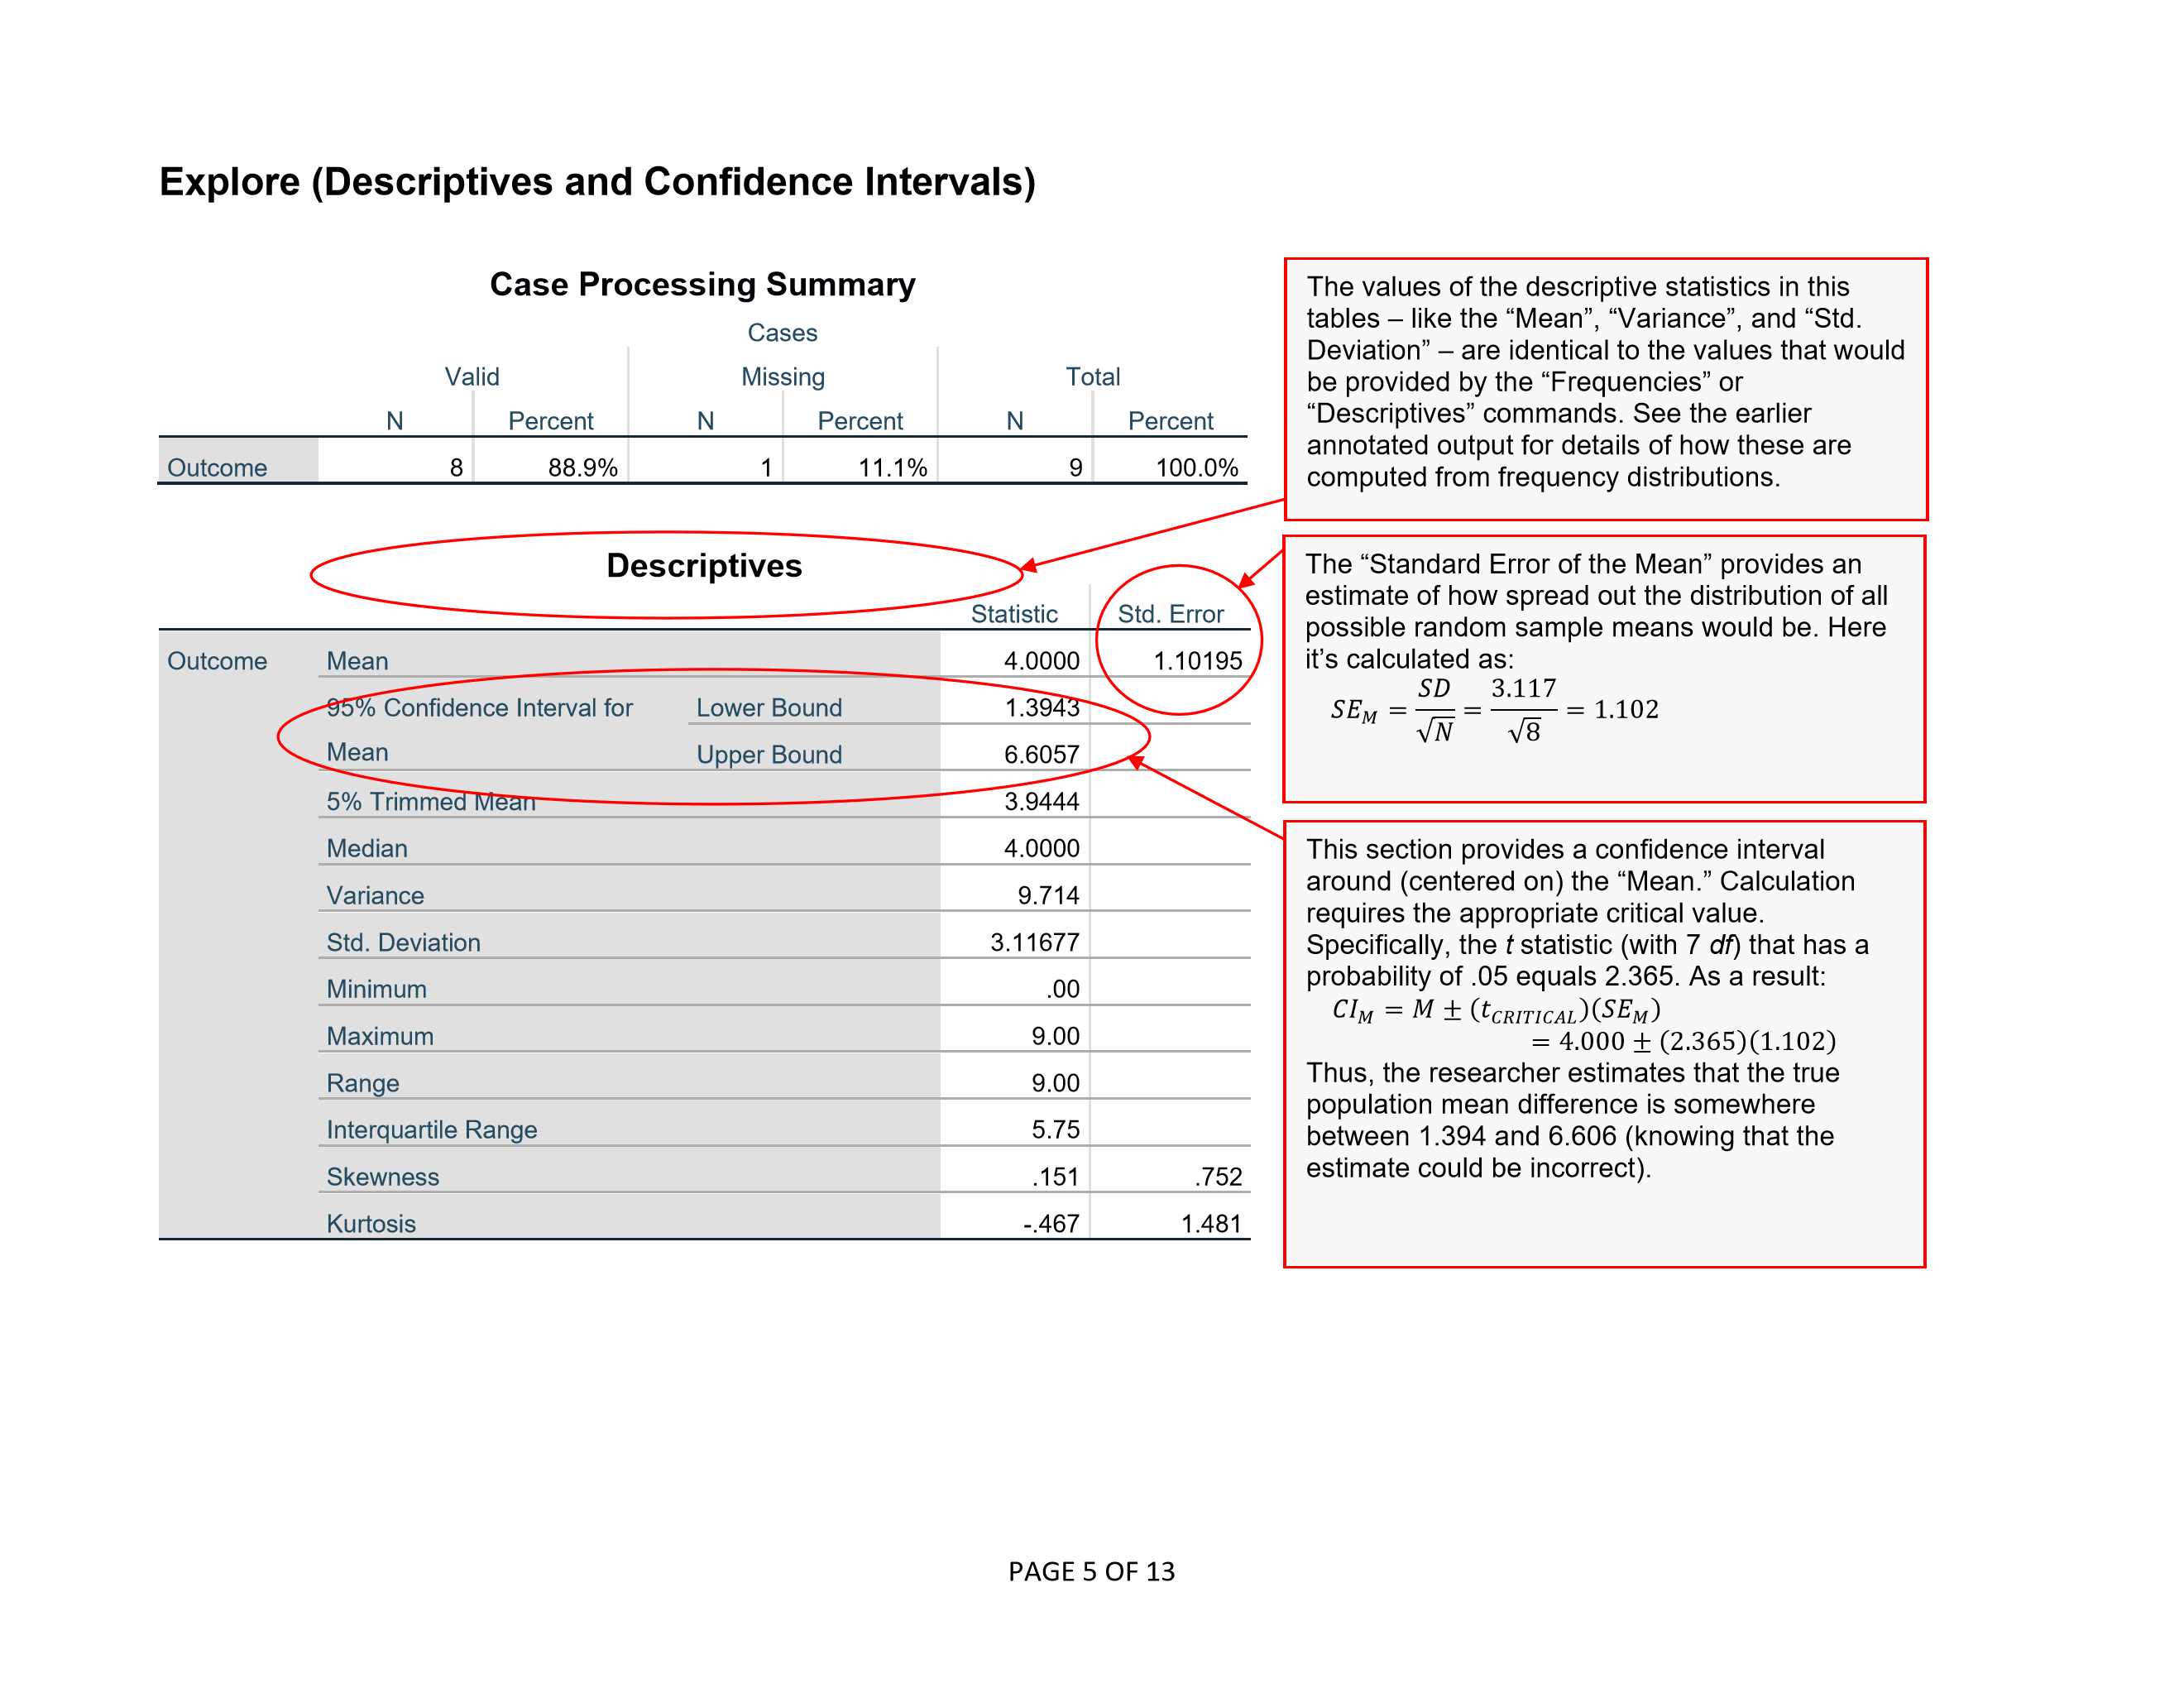 Explore (Descriptives and Confidence Intervals)
Case Processing Summary
Cases
Valid Missing Total
N Percent N Percent N Percent
Outcome 8 88.9% 1 11.1% 9 100.0%
Descriptives
Statistic Std. Error
Outcome Mean 4.0000 1.10195
95% Confidence Interval for Lower Bound 1.3943
Mean Upper Bound 6.6057
5% Trimmed Mean 3.9444
Median 4.0000
Variance 9.714
Std. Deviation 3.11677
Minimum .00
Maximum 9.00
Range 9.00
Interquartile Range 5.75
Skewness .151 .752
Kurtosis -.467 1.481
The values of the descriptive statistics in this
tables – like the “Mean”, “Variance”, and “Std.
Deviation” – are identical to the values that would
be provided by the “Frequencies” or
“Descriptives” commands. See the earlier
annotated output for details of how these are
computed from frequency distributions.
The “Standard Error of the Mean” provides an
estimate of how spread out the distribution of all
possible random sample means would be. Here
it’s calculated as:
SE_M = SD/√N = 3.117/√8 = 1.102
This section provides a confidence interval
around (centered on) the “Mean.” Calculation
requires the appropriate critical value.
Specifically, the t statistic (with 7 df) that has a
probability of .05 equals 2.365. As a result:
CI_M = M ± (t_CRITICAL)(SE_M)
= 4.000 ± (2.365)(1.102)
Thus, the researcher estimates that the true
population mean difference is somewhere
between 1.394 and 6.606 (knowing that the
estimate could be incorrect).
PAGE 5 OF 13